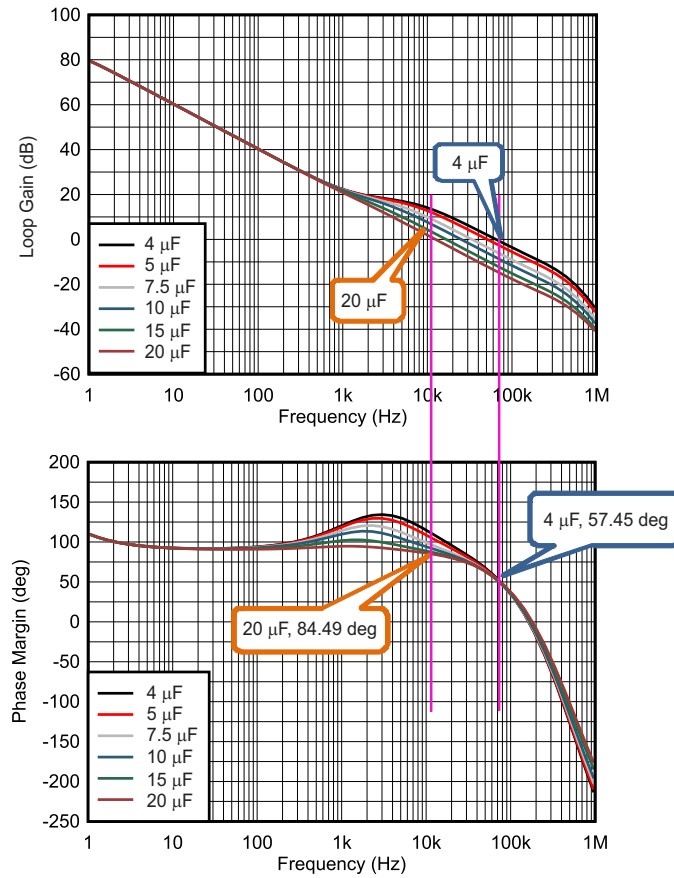 100
80
60
40
20
0
-20
-40
-60
Loop Gain (dB)
4 μF
20 μF
4 μF
5 μF
7.5 μF
10 μF
15 μF
20 μF
1 10 100 1k 10k 100k 1M
Frequency (Hz)
200
150
100
50
0
-50
-100
-150
-200
-250
Phase Margin (deg)
4 μF, 57.45 deg
20 μF, 84.49 deg
4 μF
5 μF
7.5 μF
10 μF
15 μF
20 μF
1 10 100 1k 10k 100k 1M
Frequency (Hz)